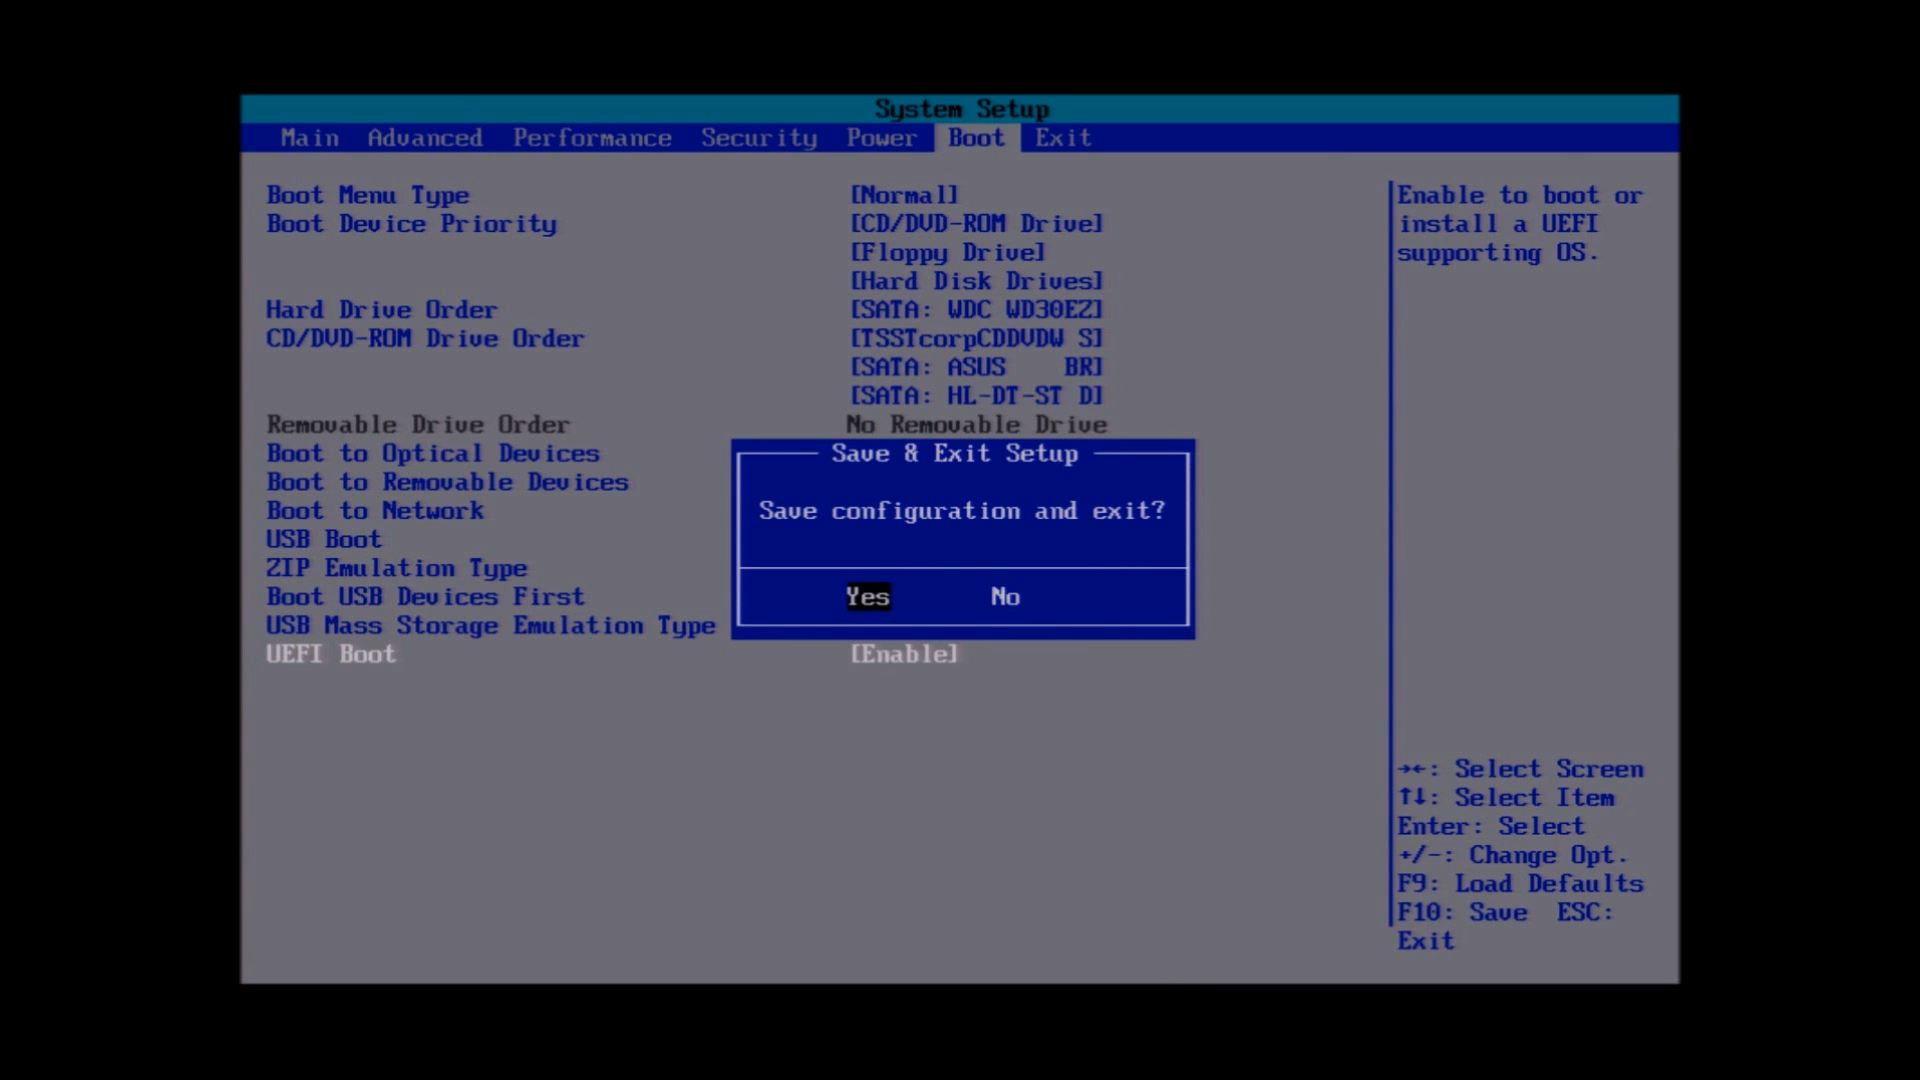 System Setup
Main Advanced Performance Security Power Boot Exit
Boot Menu Type [Normal]
Boot Device Priority [CD/DVD-ROM Drive]
[Floppy Drive]
[Hard Disk Drives]
Hard Drive Order [SATA: WDC WD30EZ]
CD/DVD-ROM Drive Order [TSSTcorpCDDVDW S]
[SATA: ASUS    BR]
[SATA: HL-DT-ST D]
Removable Drive Order No Removable Drive
Boot to Optical Devices
Boot to Removable Devices
Boot to Network
USB Boot
ZIP Emulation Type
Boot USB Devices First
USB Mass Storage Emulation Type
UEFI Boot [Enable]
Save & Exit Setup
Save configuration and exit?
Yes No
Enable to boot or
install a UEFI
supporting OS.
→←: Select Screen
↑↓: Select Item
Enter: Select
+/-: Change Opt.
F9: Load Defaults
F10: Save  ESC:
Exit